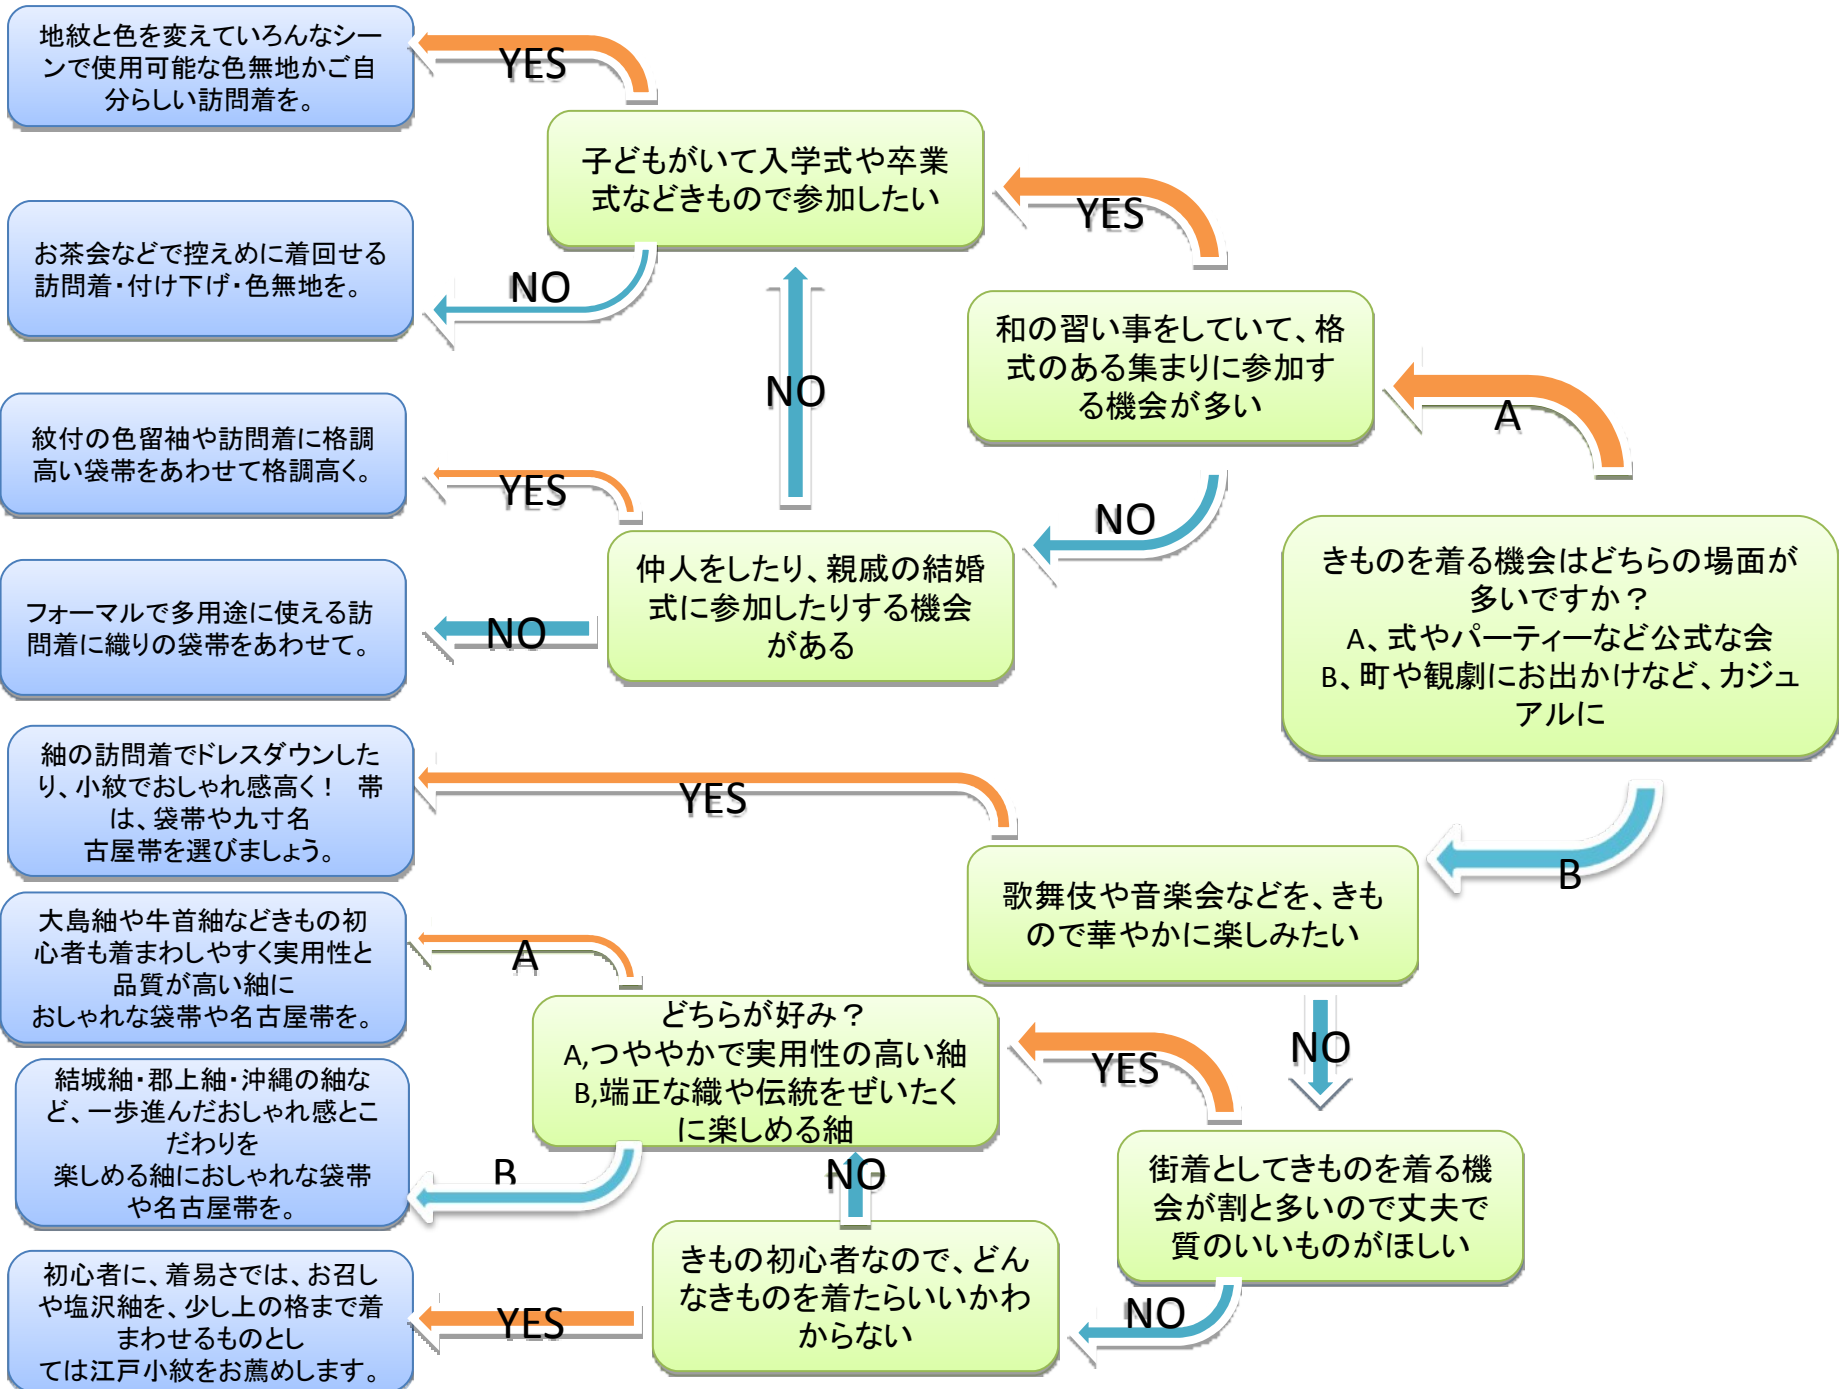 地紋と色を変えていろんなシー
ンで使用可能な色無地かご自
分らしい訪問着を。
YES
子どもがいて入学式や卒業
式などきもので参加したい
YES
お茶会などで控えめに着回せる
訪問着・付け下げ・色無地を。
NO
和の習い事をしていて、格
式のある集まりに参加す
る機会が多い
NO
A
紋付の色留袖や訪問着に格調
高い袋帯をあわせて格調高く。
YES
NO
仲人をしたり、親戚の結婚
式に参加したりする機会
がある
きものを着る機会はどちらの場面が
多いですか？
A、式やパーティーなど公式な会
B、町や観劇にお出かけなど、カジュ
アルに
フォーマルで多用途に使える訪
問着に織りの袋帯をあわせて。
NO
紬の訪問着でドレスダウンした
り、小紋でおしゃれ感高く！　帯
は、袋帯や九寸名
古屋帯を選びましょう。
YES
B
歌舞伎や音楽会などを、きも
ので華やかに楽しみたい
大島紬や牛首紬などきもの初
心者も着まわしやすく実用性と
品質が高い紬に
おしゃれな袋帯や名古屋帯を。
A
どちらが好み？
A,つややかで実用性の高い紬
B,端正な織や伝統をぜいたく
に楽しめる紬
YES
NO
結城紬・郡上紬・沖縄の紬な
ど、一歩進んだおしゃれ感とこ
だわりを
楽しめる紬におしゃれな袋帯
や名古屋帯を。
B
NO
街着としてきものを着る機
会が割と多いので丈夫で
質のいいものがほしい
初心者に、着易さでは、お召し
や塩沢紬を、少し上の格まで着
まわせるものとし
ては江戸小紋をお薦めします。
YES
きもの初心者なので、どん
なきものを着たらいいかわ
からない
NO